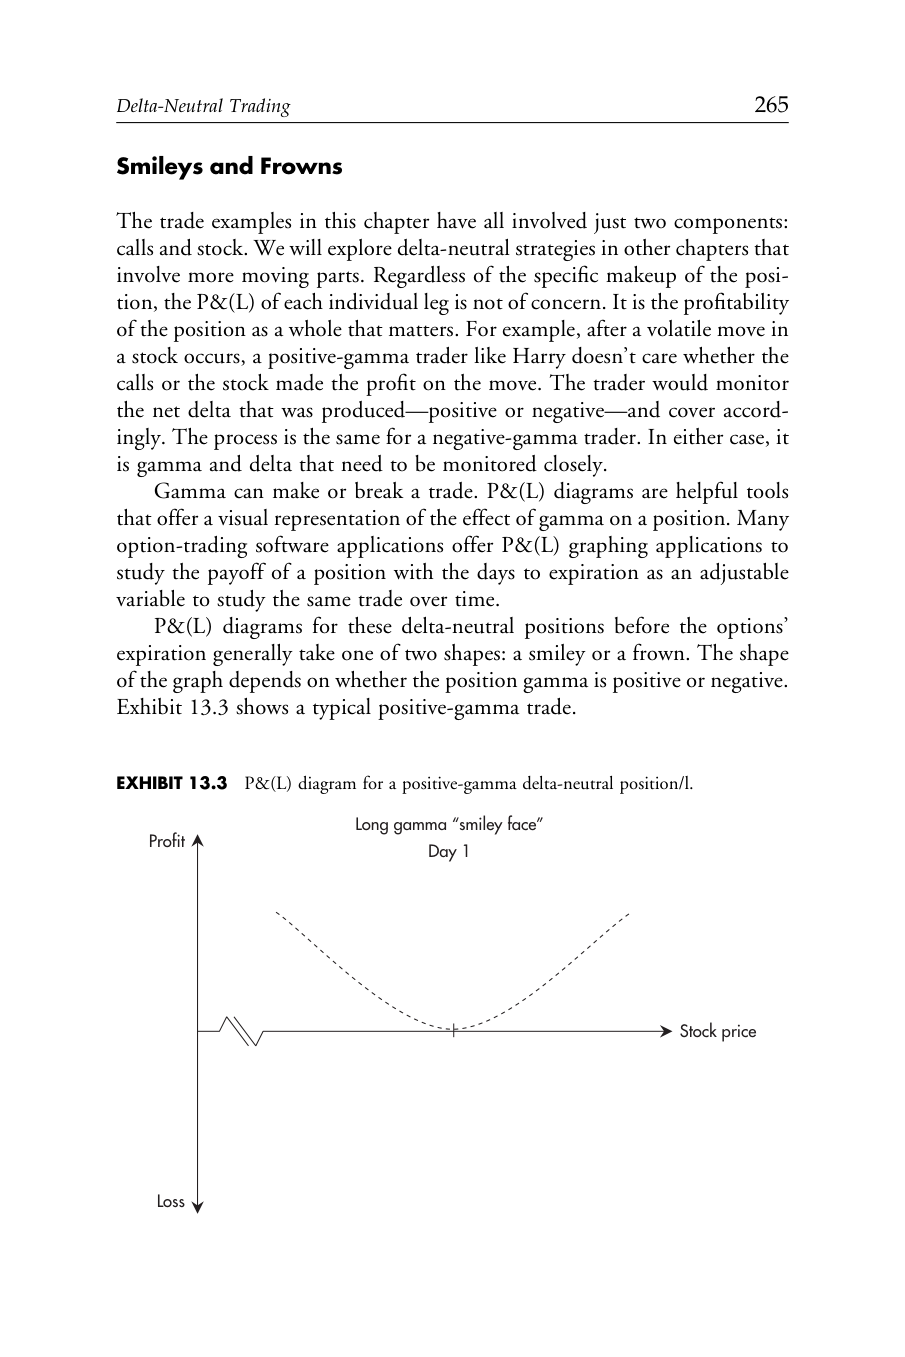 Delta-Neutral Trading 265
Smileys and Frowns
The trade examples in this chapter have all involved just two components:
calls and stock. We will explore delta-neutral strategies in other chapters that
involve more moving parts. Regardless of the specific makeup of the posi-
tion, the P&(L) of each individual leg is not of concern. It is the profitability
of the position as a whole that matters. For example, after a volatile move in
a stock occurs, a positive-gamma trader like Harry doesn’t care whether the
calls or the stock made the profit on the move. The trader would monitor
the net delta that was produced—positive or negative—and cover accord-
ingly. The process is the same for a negative-gamma trader. In either case, it
is gamma and delta that need to be monitored closely.
Gamma can make or break a trade. P&(L) diagrams are helpful tools
that offer a visual representation of the effect of gamma on a position. Many
option-trading software applications offer P&(L) graphing applications to
study the payoff of a position with the days to expiration as an adjustable
variable to study the same trade over time.
P&(L) diagrams for these delta-neutral positions before the options’
expiration generally take one of two shapes: a smiley or a frown. The shape
of the graph depends on whether the position gamma is positive or negative.
Exhibit 13.3 shows a typical positive-gamma trade.
EXHIBIT 13.3 P&(L) diagram for a positive-gamma delta-neutral position/l.
Long gamma “smiley face”
Profit
Day 1
Stock price
Loss